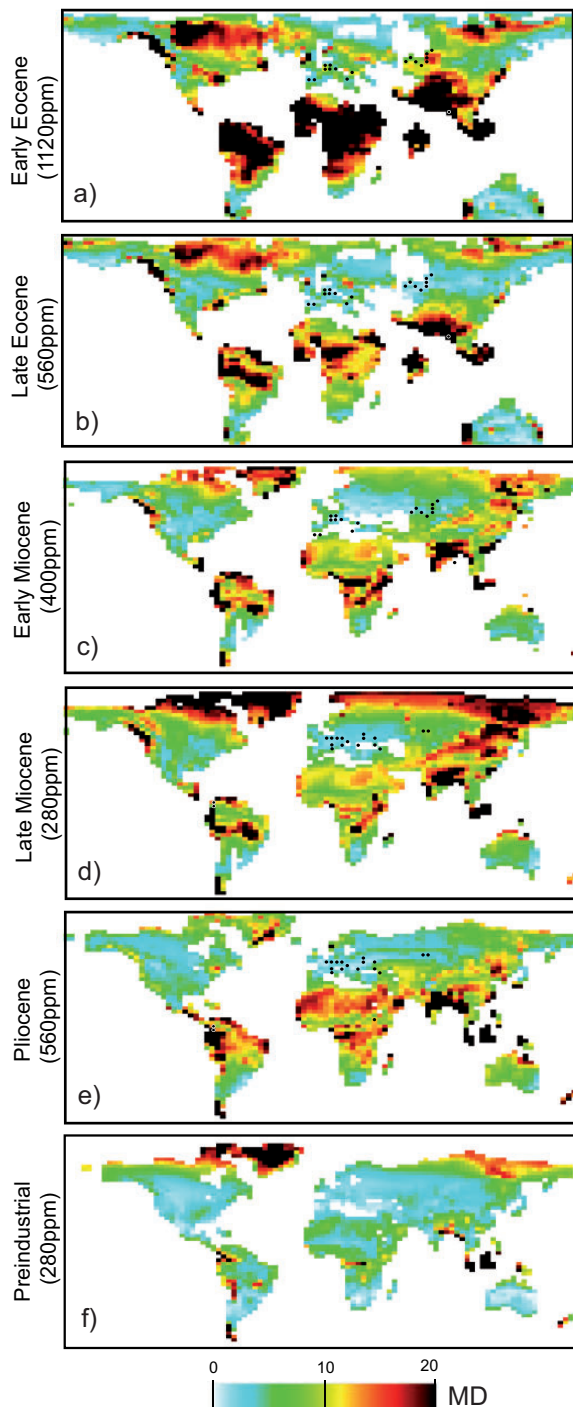 Early Eocene
(1120ppm)
a)
Late Eocene
(560ppm)
b)
Early Miocene
(400ppm)
c)
Late Miocene
(280ppm)
d)
Pliocene
(560ppm)
e)
Preindustrial
(280ppm)
f)
0 10 20
MD